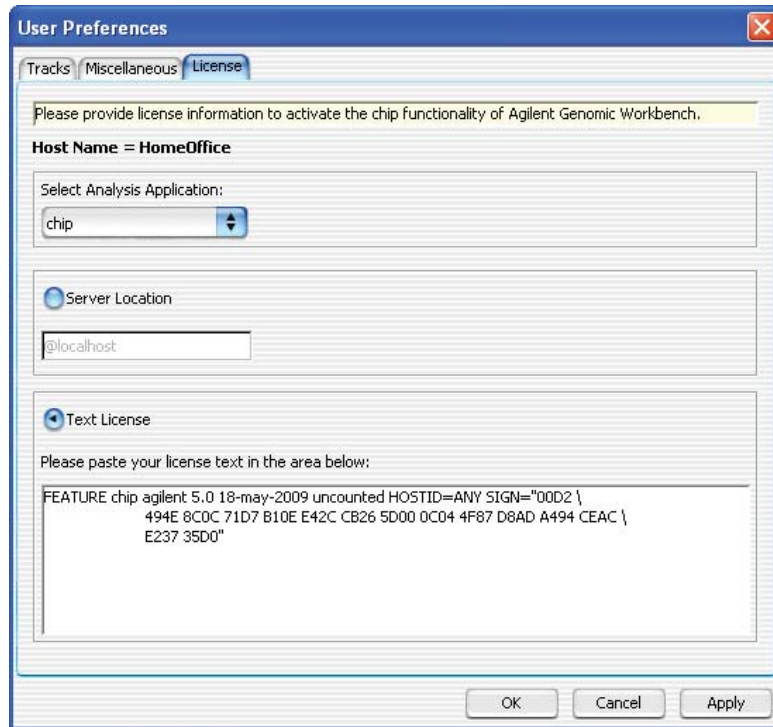 User Preferences
Tracks Miscellaneous License
Please provide license information to activate the chip functionality of Agilent Genomic Workbench.
Host Name = HomeOffice
Select Analysis Application:
chip
Server Location
@localhost
Text License
Please paste your license text in the area below:
FEATURE chip agilent 5.0 18-may-2009 uncounted HOSTID=ANY SIGN="00D2 \
494E 8C0C 71D7 B10E E42C CB26 5D00 0C04 4F87 D8AD A494 CEAC \
E237 35D0"
OK Cancel Apply